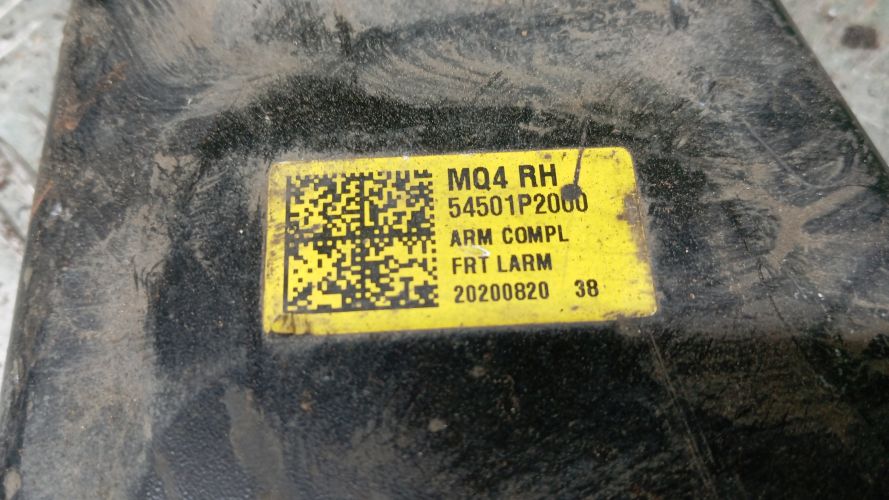 MQ4 RH
54501P2000
ARM COMPL
FRT LARM
20200820 38